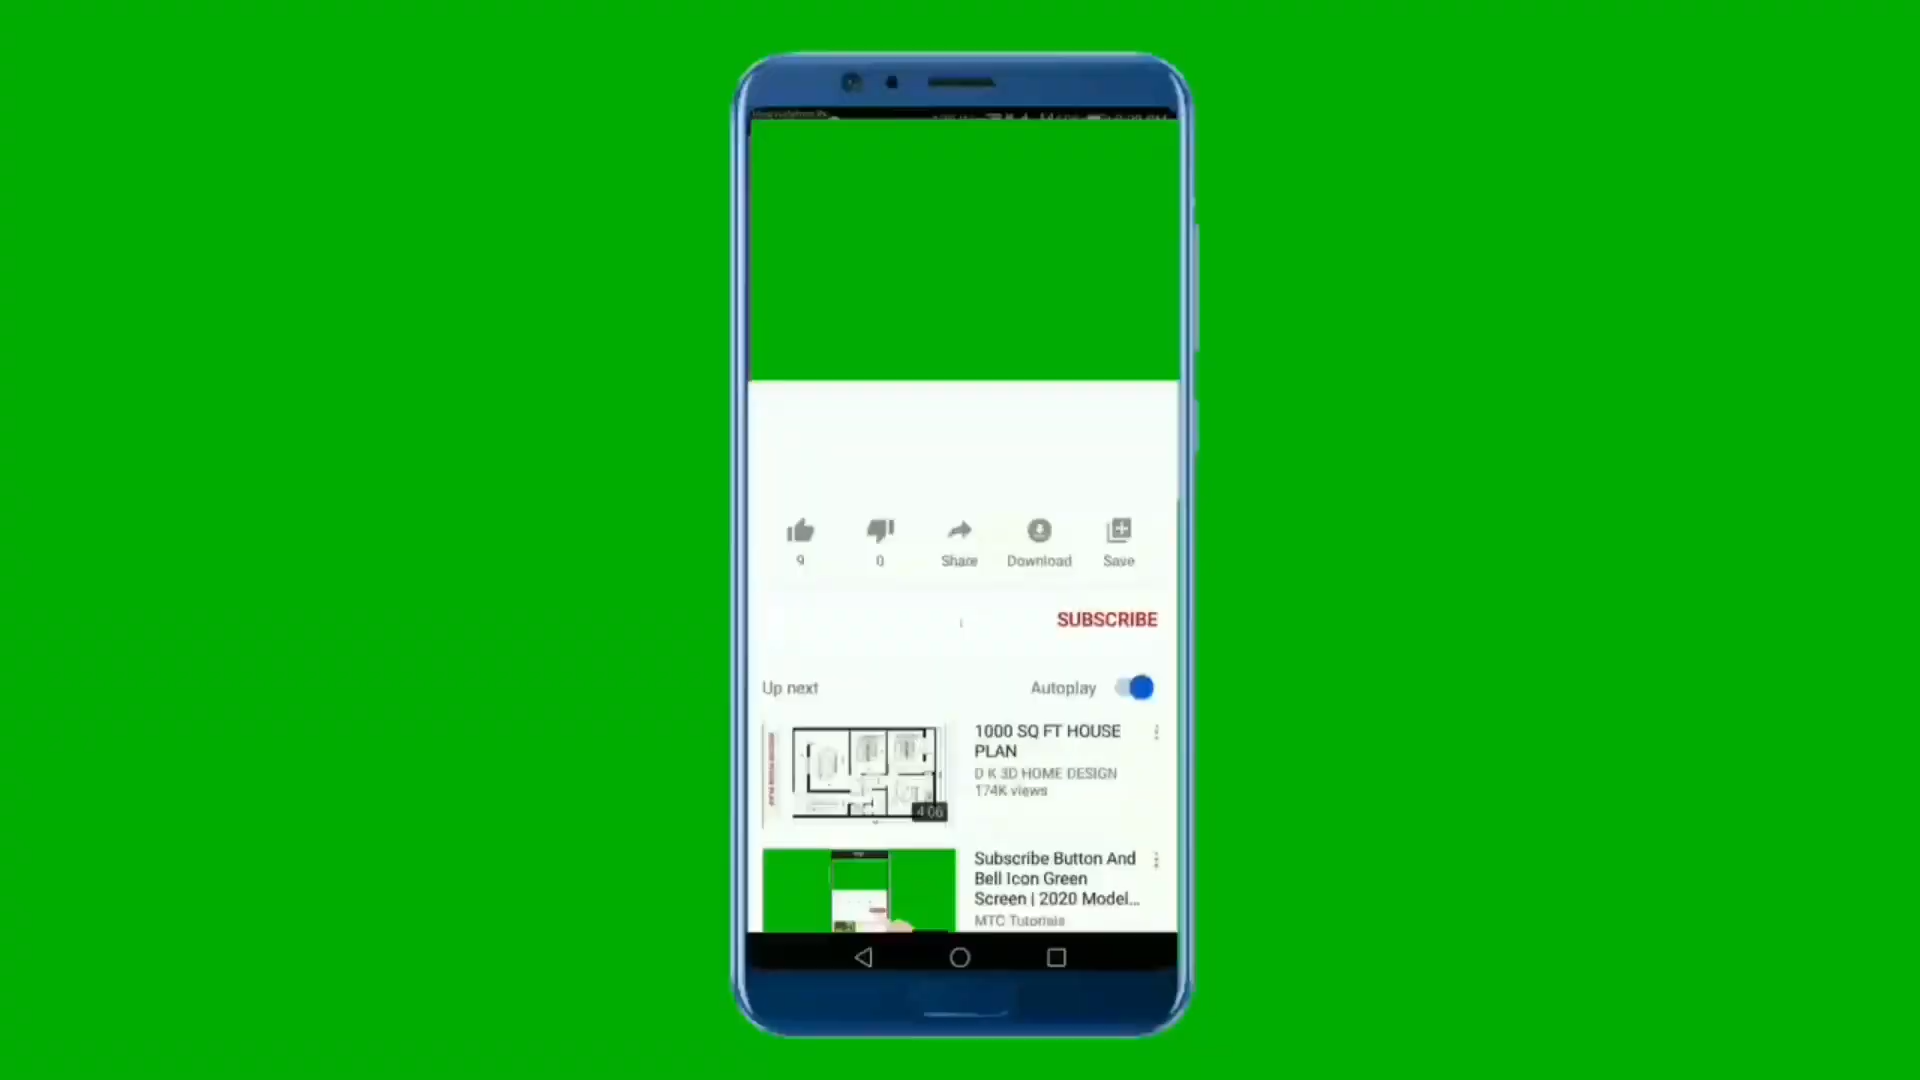 9
0
Share
Download
Save
SUBSCRIBE
Up next
Autoplay
1000 SQ FT HOUSE
PLAN
D K 3D HOME DESIGN
174K views
4:06
Subscribe Button And
Bell Icon Green
Screen | 2020 Model...
MTC Tutorials